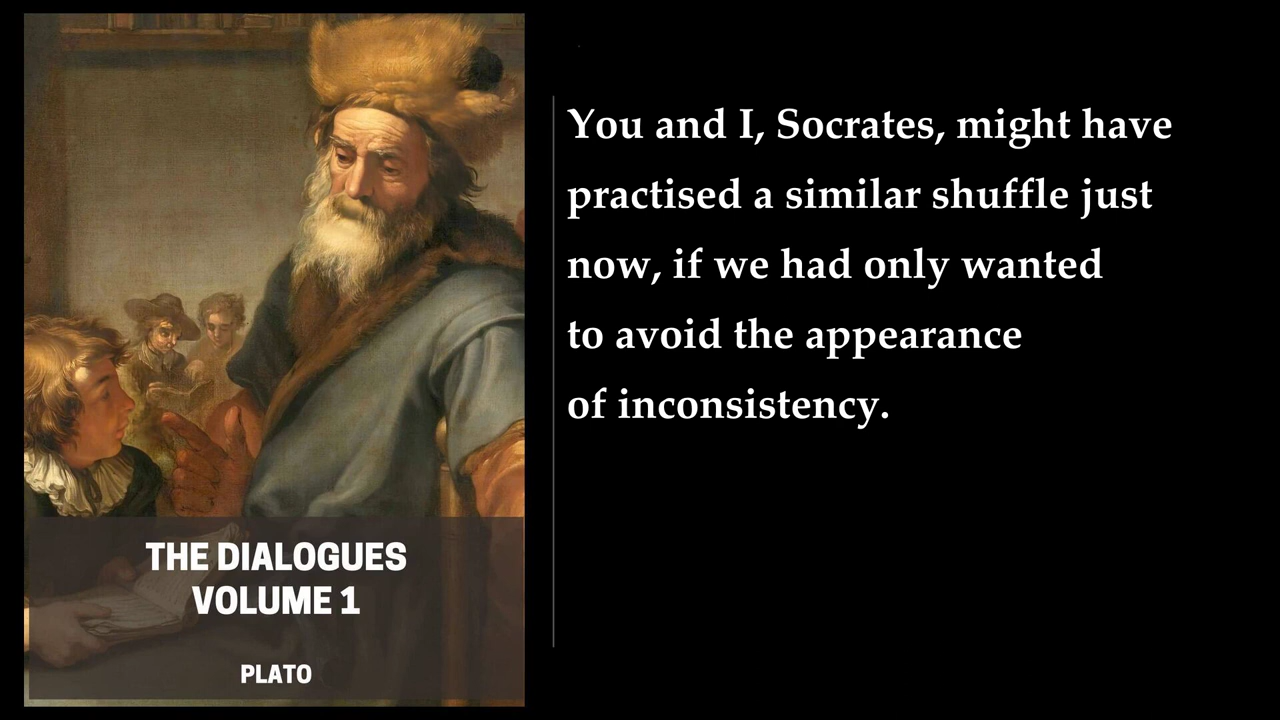 You and I, Socrates, might have
practised a similar shuffle just
now, if we had only wanted
to avoid the appearance
of inconsistency.
THE DIALOGUES
VOLUME 1
PLATO